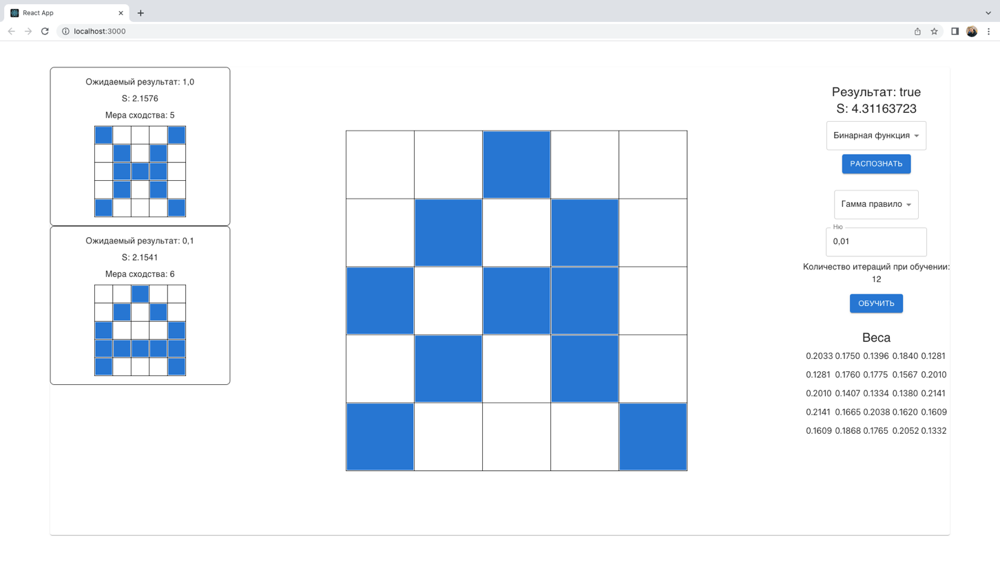 React App
localhost:3000
Ожидаемый результат: 1,0
S: 2.1576
Мера сходства: 5
Ожидаемый результат: 0,1
S: 2.1541
Мера сходства: 6
Результат: true
S: 4.31163723
Бинарная функция
РАСПОЗНАТЬ
Гамма правило
Ню
0,01
Количество итераций при обучении:
12
ОБУЧИТЬ
Веса
0.2033 0.1750 0.1396 0.1840 0.1281
0.1281 0.1760 0.1775 0.1567 0.2010
0.2010 0.1407 0.1334 0.1380 0.2141
0.2141 0.1665 0.2038 0.1620 0.1609
0.1609 0.1868 0.1765 0.2052 0.1332